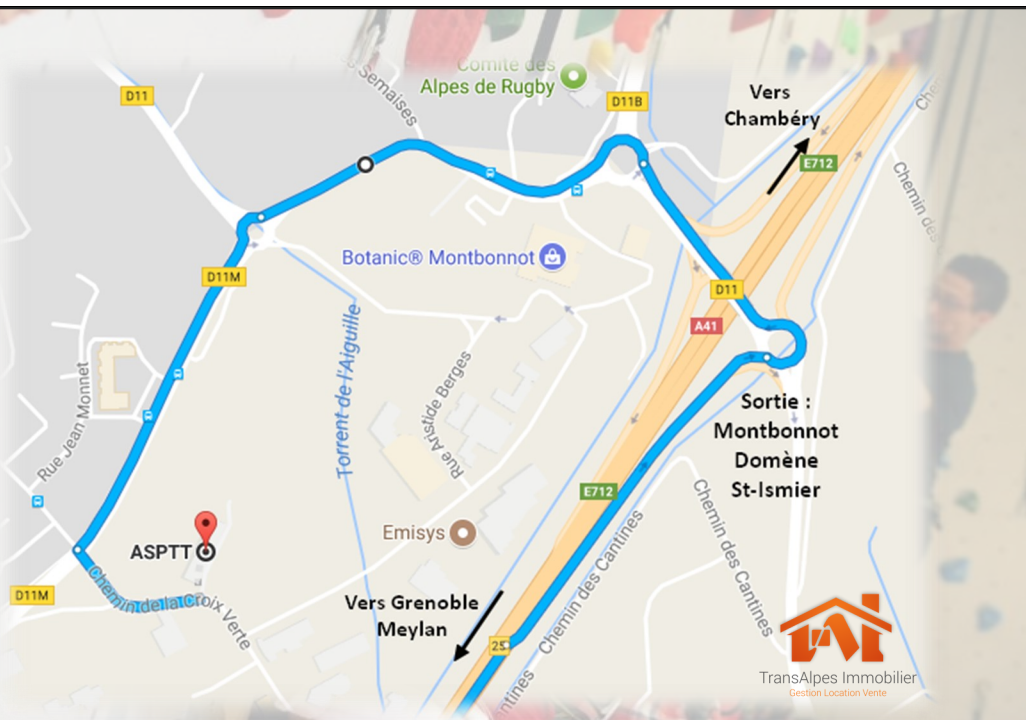 Comité des
Alpes de Rugby
Semaises
D11
D11B
Vers
Chambéry
E712
Chemin des
D11M
Botanic® Montbonnot
D11
A41
Torrent de l'Aiguille
Rue Aristide Berges
Rue Jean Monnet
Sortie :
Montbonnot
Domène
St-Ismier
E712
Chemin des Cantines
Chemin des Cantines
Emisys
ASPTT
D11M
Chemin de la Croix Verte
Vers Grenoble
Meylan
25
TransAlpes Immobilier
Gestion Location Vente